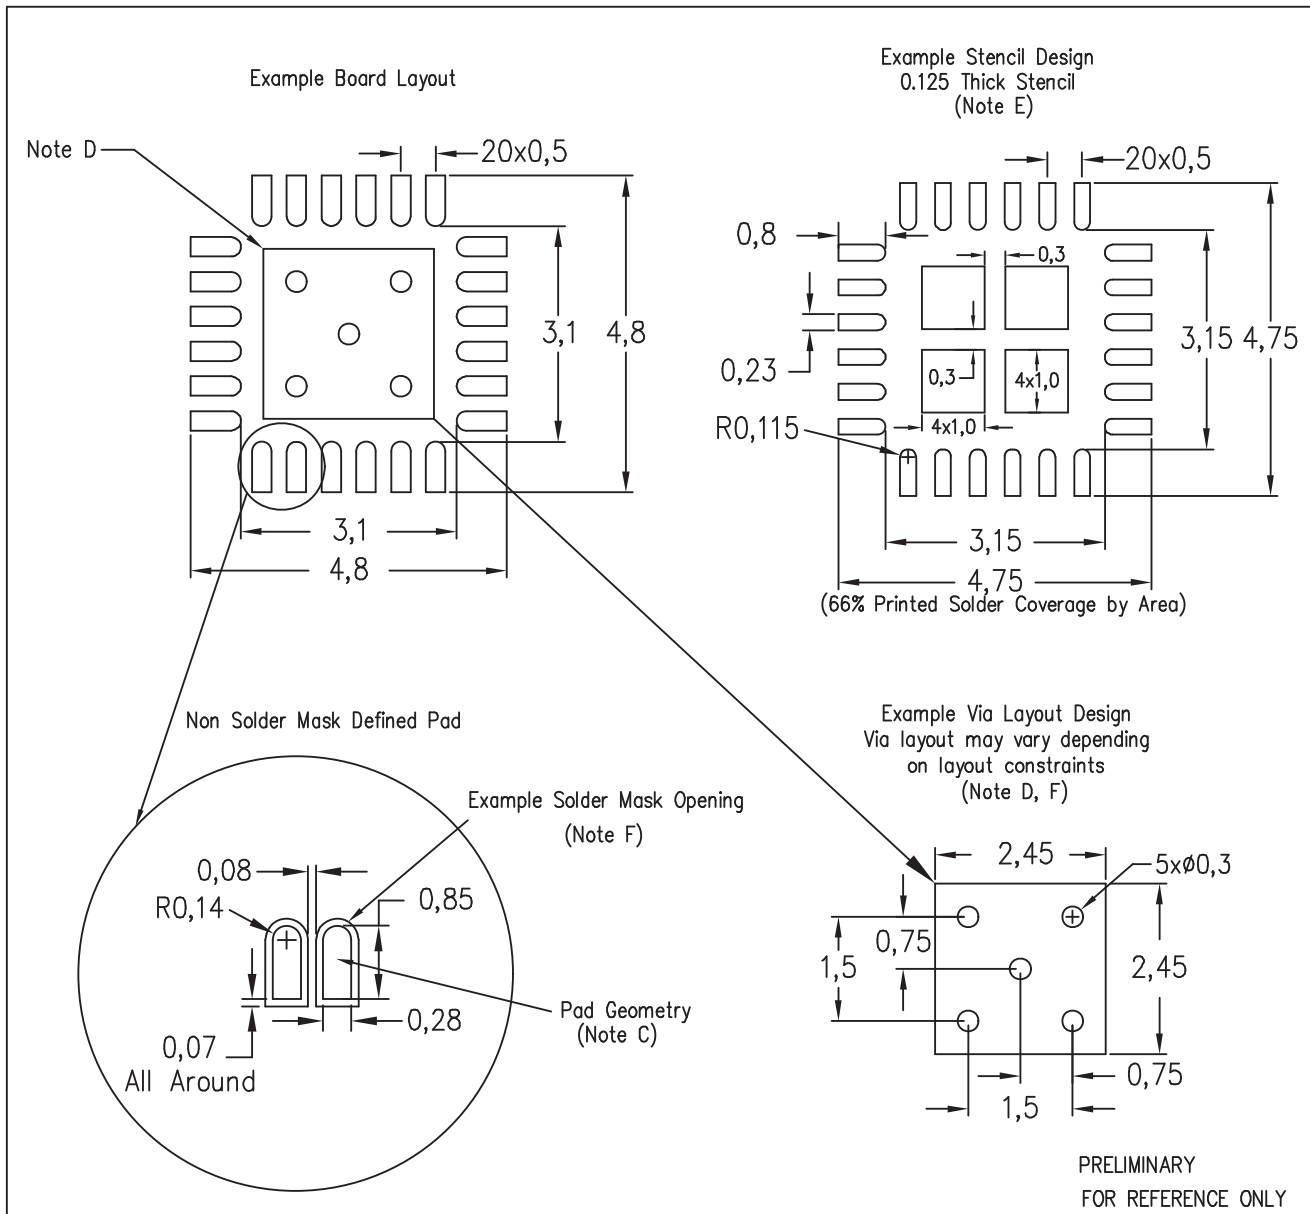 Example Board Layout
Note D
20x0,5
3,1
4,8
3,1
4,8
Example Stencil Design
0.125 Thick Stencil
(Note E)
20x0,5
0,8
0,3
0,23
0,3
4x1,0
4x1,0
R0,115
3,15
4,75
3,15
4,75
(66% Printed Solder Coverage by Area)
Non Solder Mask Defined Pad
Example Solder Mask Opening
(Note F)
0,08
R0,14
0,85
0,28
Pad Geometry
(Note C)
0,07
All Around
Example Via Layout Design
Via layout may vary depending
on layout constraints
(Note D, F)
2,45
5xø0,3
0,75
1,5
2,45
0,75
1,5
PRELIMINARY
FOR REFERENCE ONLY